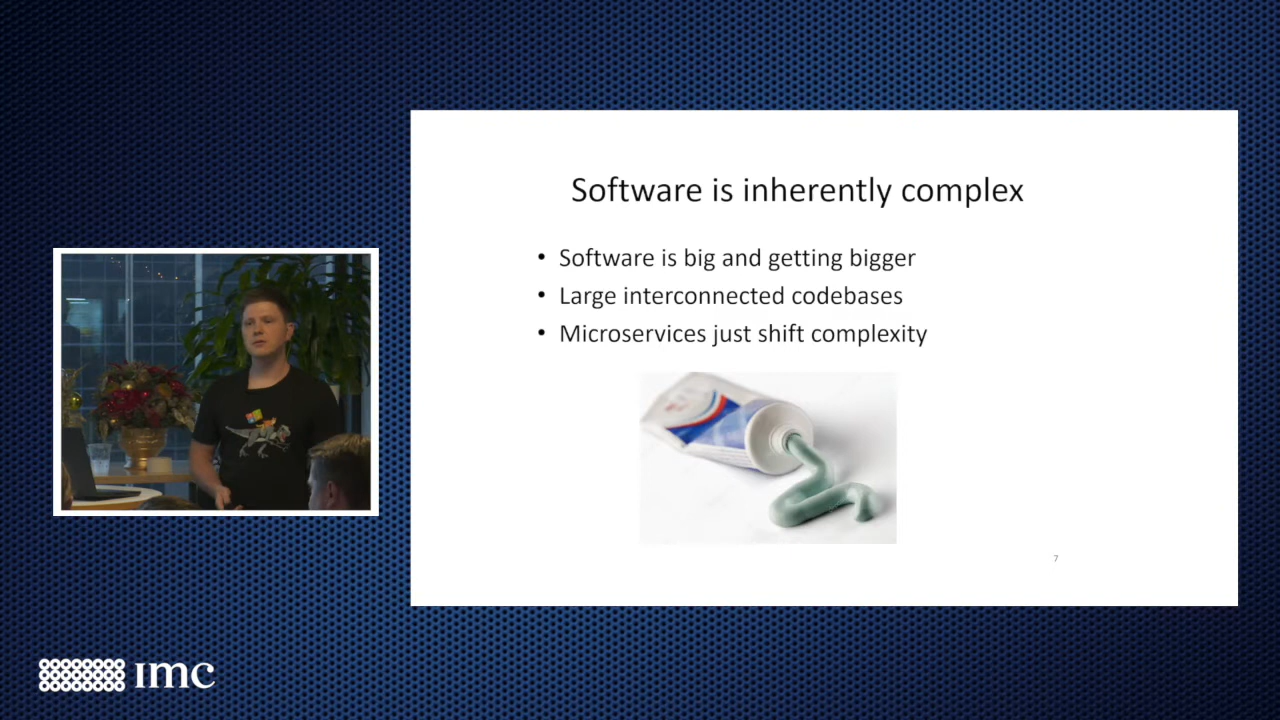 Software is inherently complex
• Software is big and getting bigger
• Large interconnected codebases
• Microservices just shift complexity
7
imc